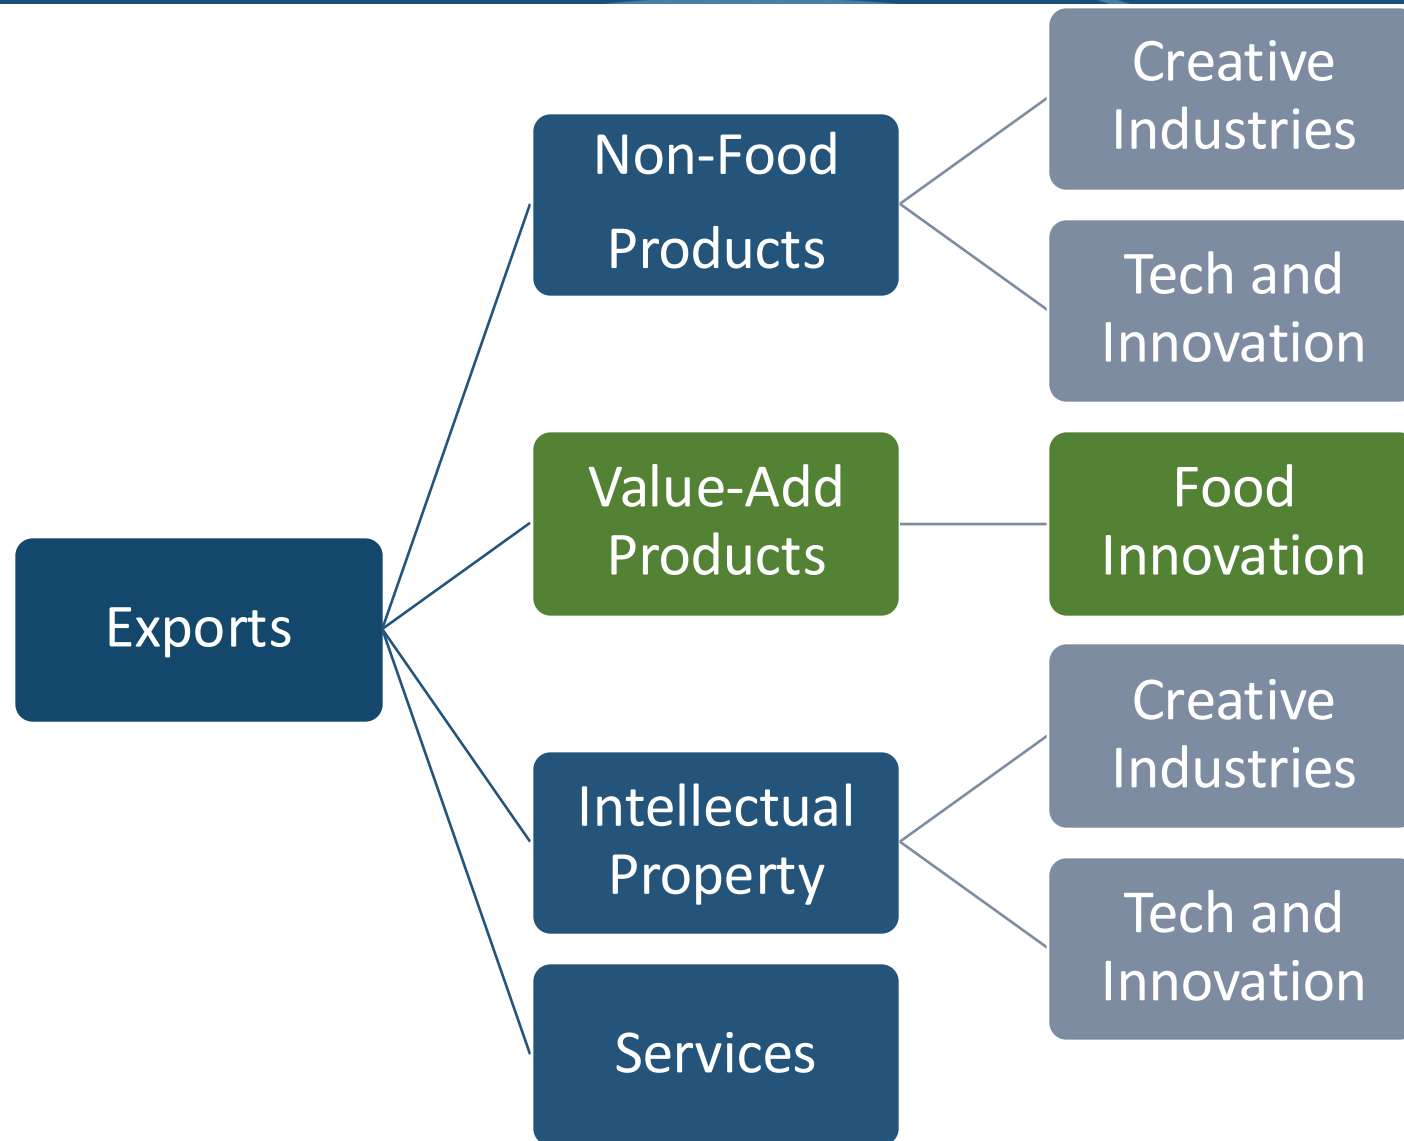 Creative
Industries
Non-Food
Products
Tech and
Innovation
Value-Add
Products
Food
Innovation
Exports
Creative
Industries
Intellectual
Property
Tech and
Innovation
Services